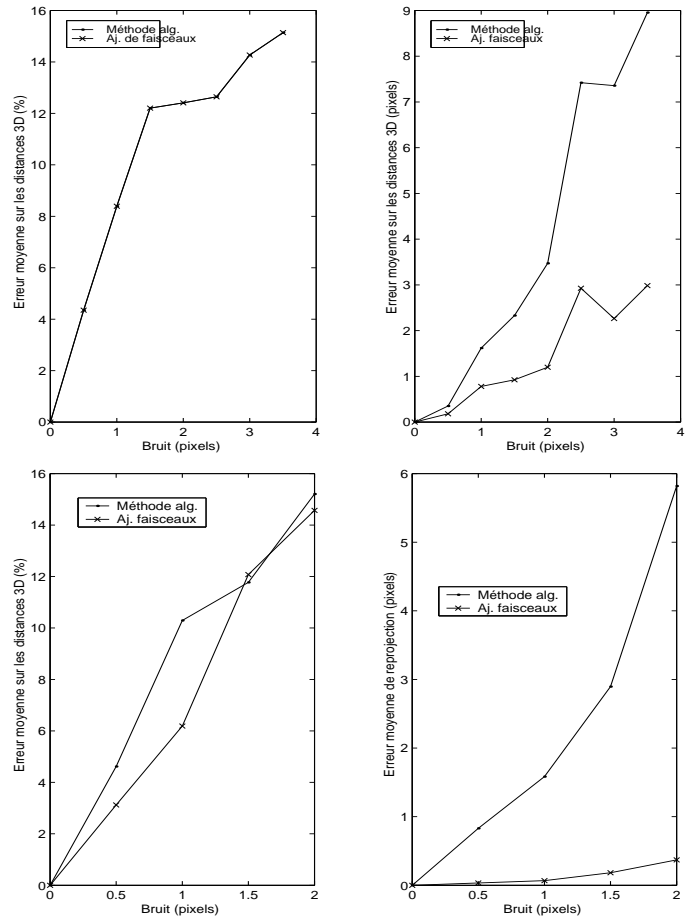 16
14
12
10
8
6
4
2
0
Erreur moyenne sur les distances 3D (%)
Méthode alg.
Aj. de faisceaux
0 1 2 3 4
Bruit (pixels)
9
8
7
6
5
4
3
2
1
0
Erreur moyenne sur les distances 3D (pixels)
Méthode alg.
Aj. de faisceaux
0 1 2 3 4
Bruit (pixels)
16
14
12
10
8
6
4
2
0
Erreur moyenne sur les distances 3D (%)
Méthode alg.
Aj. faisceaux
0 0.5 1 1.5 2
Bruit (pixels)
6
5
4
3
2
1
0
Erreur moyenne de reprojection (pixels)
Méthode alg.
Aj. faisceaux
0 0.5 1 1.5 2
Bruit (pixels)